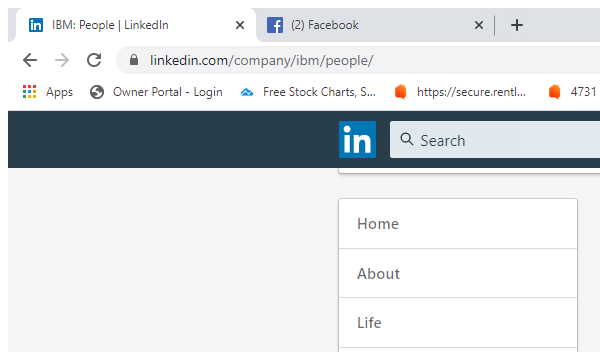 IBM: People | LinkedIn
(2) Facebook
linkedin.com/company/ibm/people/
Apps Owner Portal - Login Free Stock Charts, S... https://secure.rentl... 4731
in Search
Home
About
Life